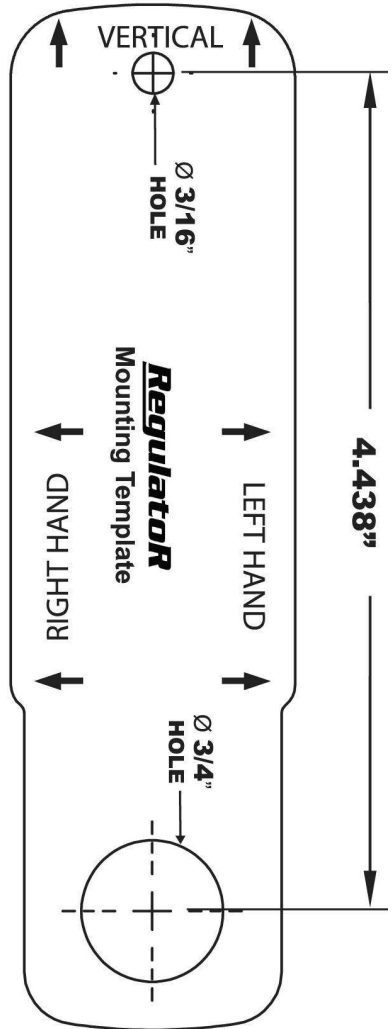 VERTICAL
Ø 3/16"
HOLE
RegulatoR
Mounting Template
4.438"
LEFT HAND
RIGHT HAND
Ø 3/4"
HOLE